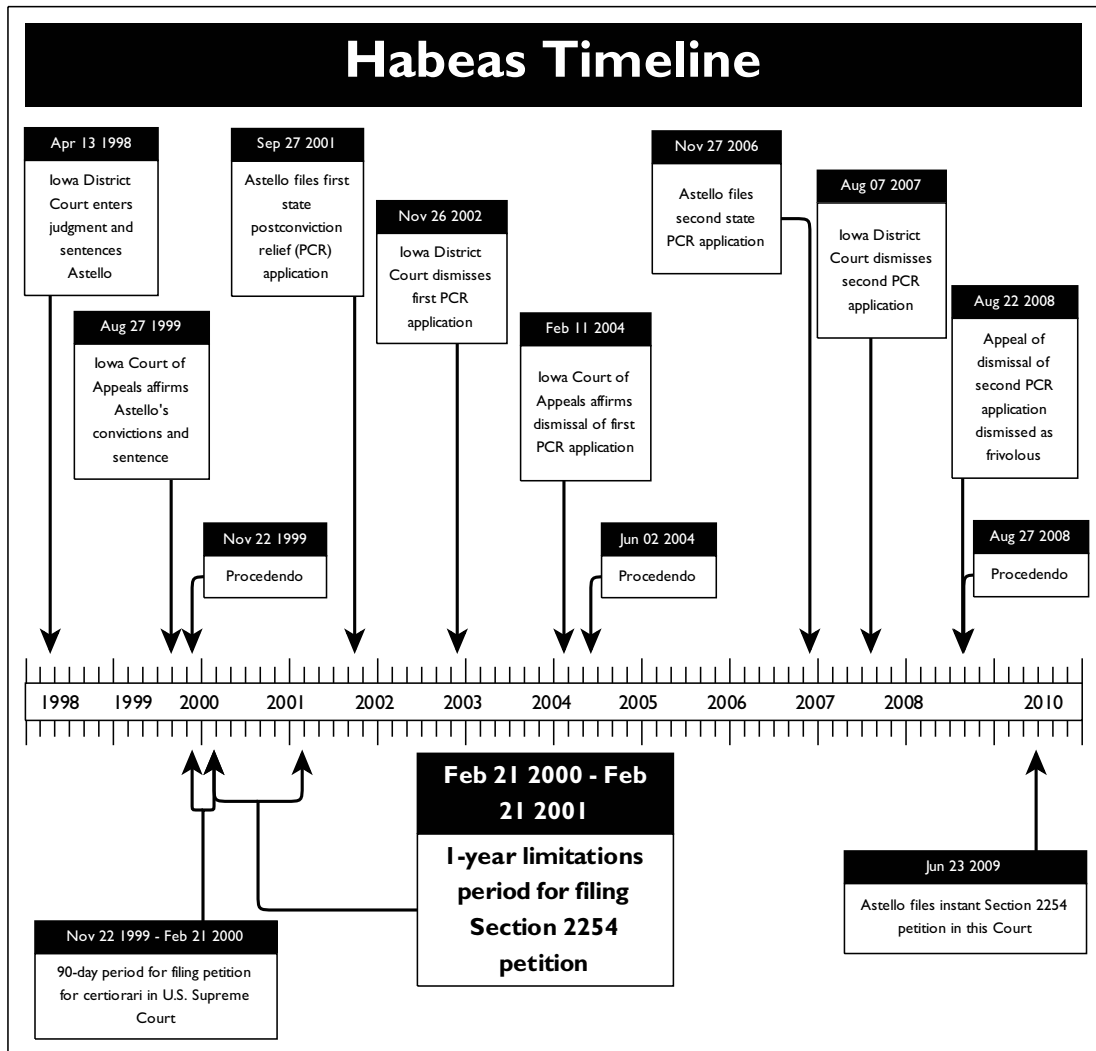 Habeas Timeline
Apr 13 1998
Iowa District
Court enters
judgment and
sentences
Astello
Aug 27 1999
Iowa Court of
Appeals affirms
Astello's
convictions and
sentence
Nov 22 1999
Procedendo
Sep 27 2001
Astello files first
state
postconviction
relief (PCR)
application
Nov 26 2002
Iowa District
Court dismisses
first PCR
application
Feb 11 2004
Iowa Court of
Appeals affirms
dismissal of first
PCR application
Jun 02 2004
Procedendo
Nov 27 2006
Astello files
second state
PCR application
Aug 07 2007
Iowa District
Court dismisses
second PCR
application
Aug 22 2008
Appeal of
dismissal of
second PCR
application
dismissed as
frivolous
Aug 27 2008
Procedendo
1998 1999 2000 2001 2002 2003 2004 2005 2006 2007 2008 2010
Nov 22 1999 - Feb 21 2000
90-day period for filing petition
for certiorari in U.S. Supreme
Court
Feb 21 2000 - Feb
21 2001
1-year limitations
period for filing
Section 2254
petition
Jun 23 2009
Astello files instant Section 2254
petition in this Court